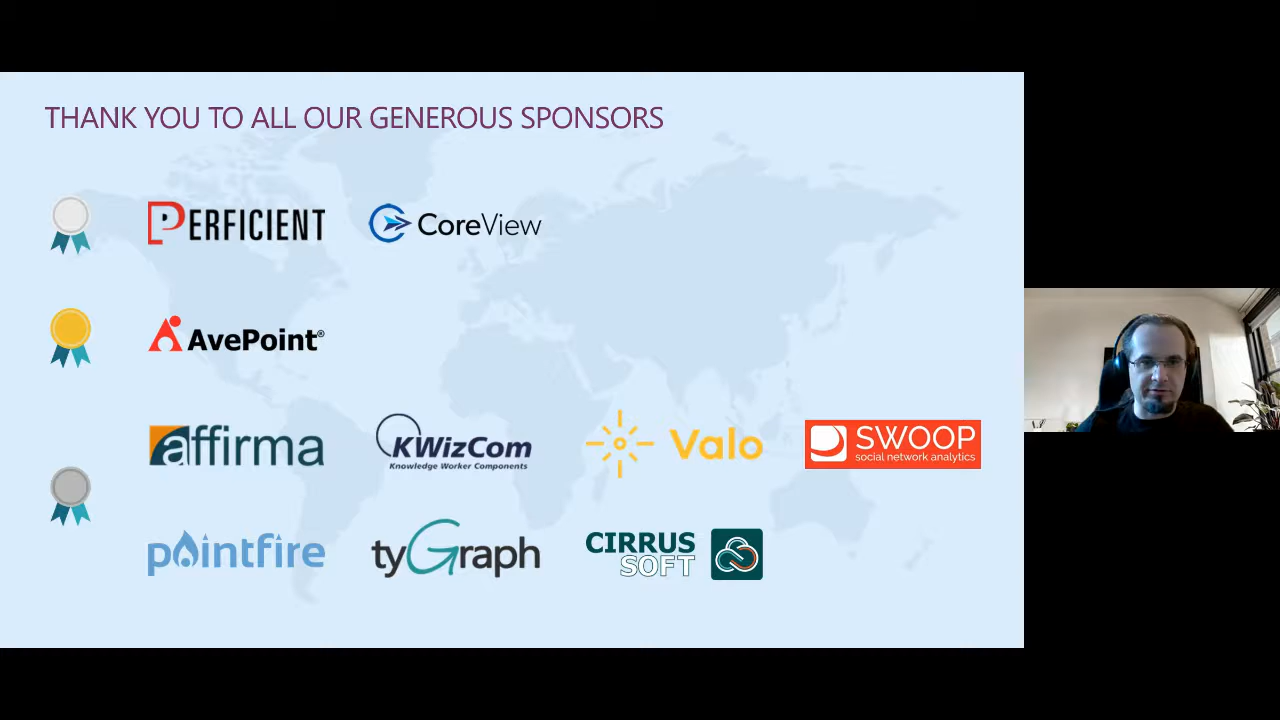 THANK YOU TO ALL OUR GENEROUS SPONSORS
PERFICIENT
CoreView
AvePoint®
affirma
KWizCom
Knowledge Worker Components
Valo
SWOOP
social network analytics
pointfire
tyGraph
CIRRUS
SOFT